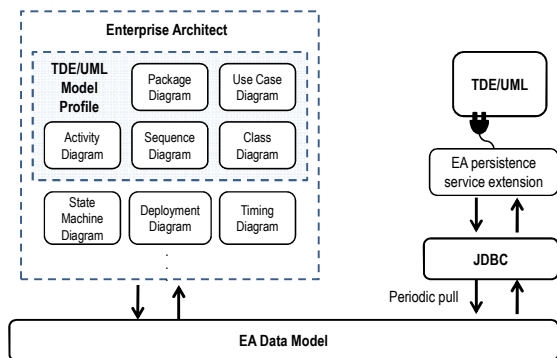 Enterprise Architect
TDE/UML
Model
Profile
Package
Diagram
Use Case
Diagram
Activity
Diagram
Sequence
Diagram
Class
Diagram
State
Machine
Diagram
Deployment
Diagram
Timing
Diagram
.
.
TDE/UML
EA persistence
service extension
JDBC
Periodic pull
EA Data Model